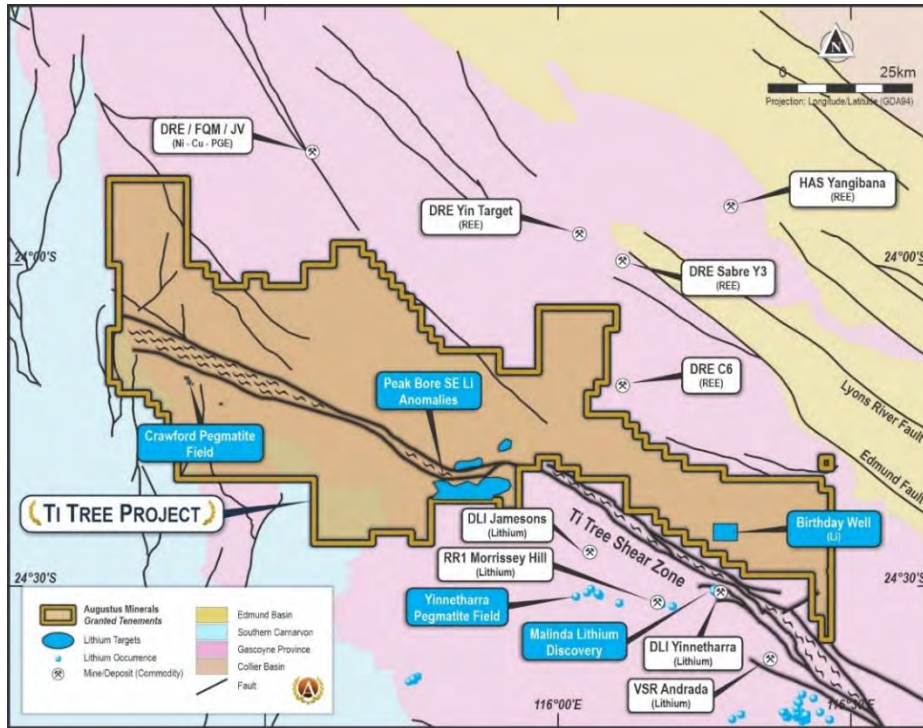 N
0 25km
Projection: Longitude/Latitude (GDA94)
DRE / FQM / JV
(Ni - Cu - PGE)
HAS Yangibana
(REE)
DRE Yin Target
(REE)
24°00'S
DRE Sabre Y3
(REE)
DRE C6
(REE)
Peak Bore SE Li
Anomalies
Lyons River Fault
Crawford Pegmatite
Field
Edmund Fault
TI TREE PROJECT
DLI Jamesons
(Lithium)
Ti Tree Shear Zone
Birthday Well
(Li)
RR1 Morrissey Hill
(Lithium)
24°30'S
Yinnetharra
Pegmatite Field
Malinda Lithium
Discovery
DLI Yinnetharra
(Lithium)
VSR Andrada
(Lithium)
Augustus Minerals
Granted Tenements
Lithium Targets
Lithium Occurrence
Mine/Deposit (Commodity)
Edmund Basin
Southern Carnarvon
Gascoyne Province
Collier Basin
Fault
A
116°00'E
116°30'E